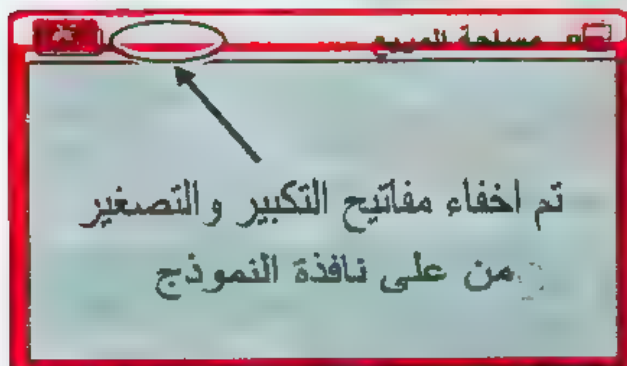 مساحة المربع
تم اخفاء مفاتيح التكبير والتصغير
من على نافذة النموذج